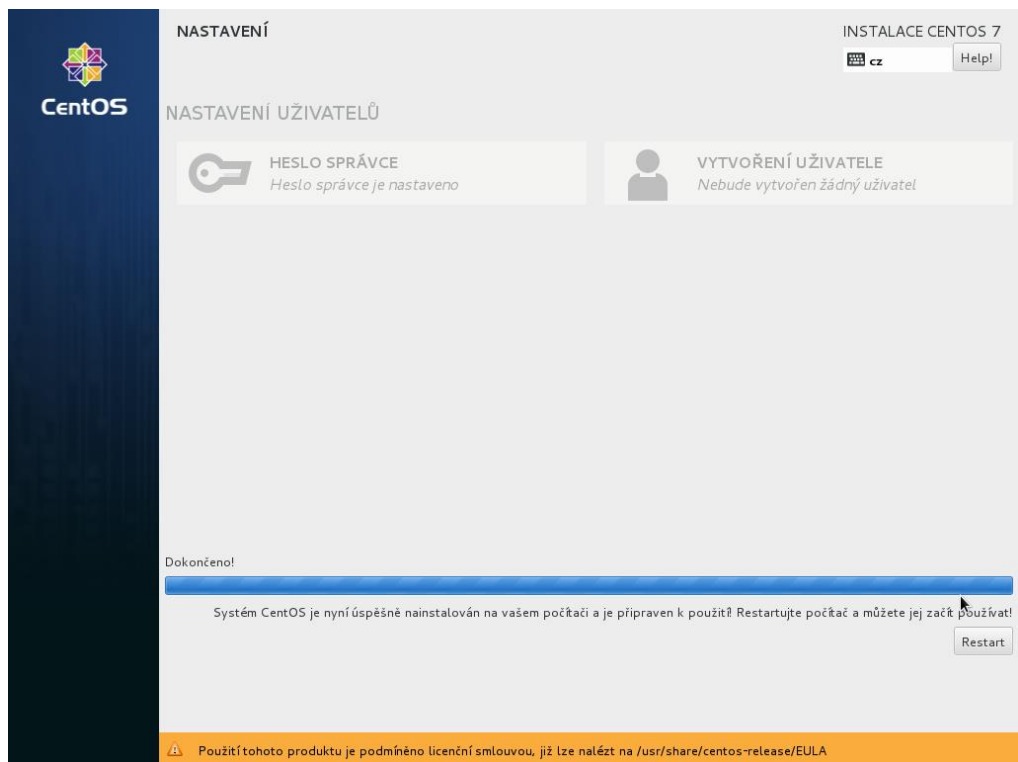 NASTAVENÍ
INSTALACE CENTOS 7
cz
Help!
CentOS
NASTAVENÍ UŽIVATELŮ
HESLO SPRÁVCE
Heslo správce je nastaveno
VYTVOŘENÍ UŽIVATELE
Nebude vytvořen žádný uživatel
Dokončeno!
Systém CentOS je nyní úspěšně nainstalován na vašem počítači a je připraven k použití! Restartujte počítač a můžete jej začít používat!
Restart
Použití tohoto produktu je podmíněno licenční smlouvou, již lze nalézt na /usr/share/centos-release/EULA